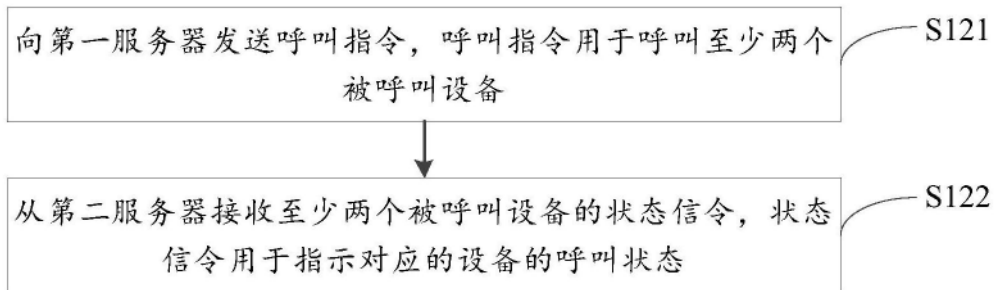 向第一服务器发送呼叫指令，呼叫指令用于呼叫至少两个
被呼叫设备
S121
从第二服务器接收至少两个被呼叫设备的状态信令，状态
信令用于指示对应的设备的呼叫状态
S122